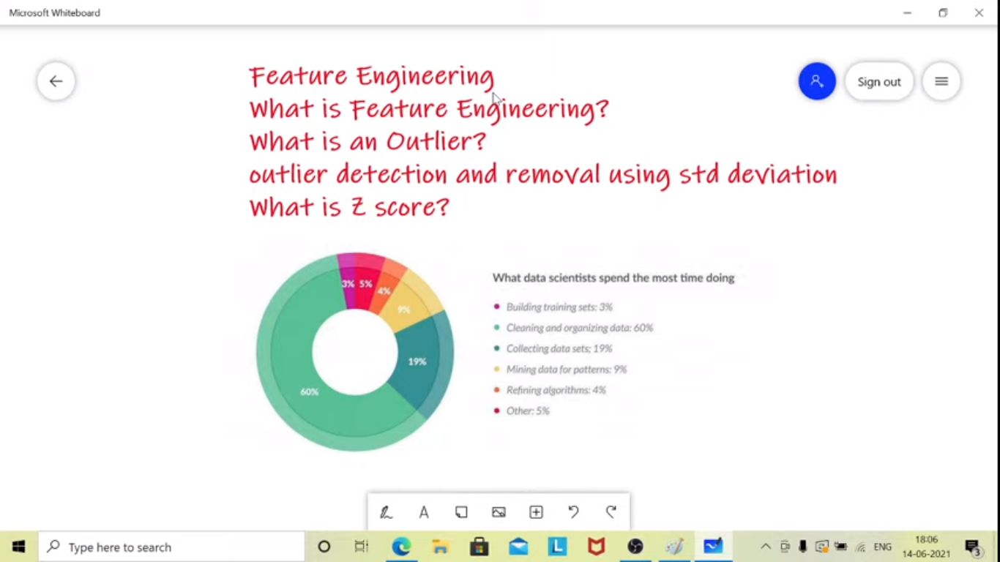 Microsoft Whiteboard
Sign out
Feature Engineering
What is Feature Engineering?
What is an Outlier?
outlier detection and removal using std deviation
What is Z score?
3%
5%
4%
9%
19%
60%
What data scientists spend the most time doing
Building training sets: 3%
Cleaning and organizing data: 60%
Collecting data sets; 19%
Mining data for patterns: 9%
Refining algorithms: 4%
Other: 5%
A
Type here to search
L
ENG
18:06
14-06-2021
3